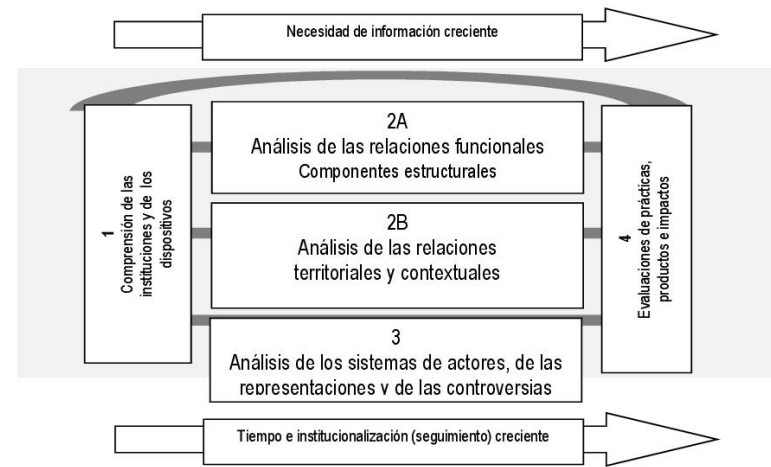 Necesidad de información creciente
1
Comprensión de las
instituciones y de los
dispositivos
2A
Análisis de las relaciones funcionales
Componentes estructurales
2B
Análisis de las relaciones
territoriales y contextuales
3
Análisis de los sistemas de actores, de las
representaciones y de las controversias
4
Evaluaciones de prácticas,
productos e impactos
Tiempo e institucionalización (seguimiento) creciente